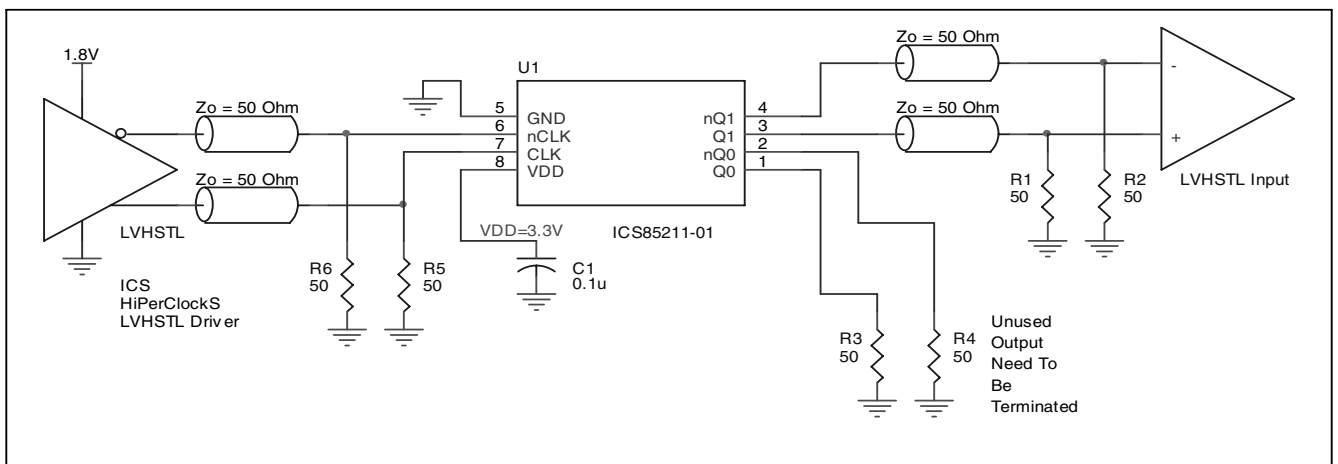 1.8V
Zo = 50 Ohm
Zo = 50 Ohm
LVHSTL
ICS
HiPerClockS
LVHSTL Driver
R6
50
R5
50
U1
5
6
7
8
GND
nCLK
CLK
VDD
nQ1
Q1
nQ0
Q0
4
3
2
1
ICS85211-01
VDD=3.3V
C1
0.1u
Zo = 50 Ohm
Zo = 50 Ohm
-
+
LVHSTL Input
R1
50
R2
50
R3
50
R4
50
Unused
Output
Need To
Be
Terminated